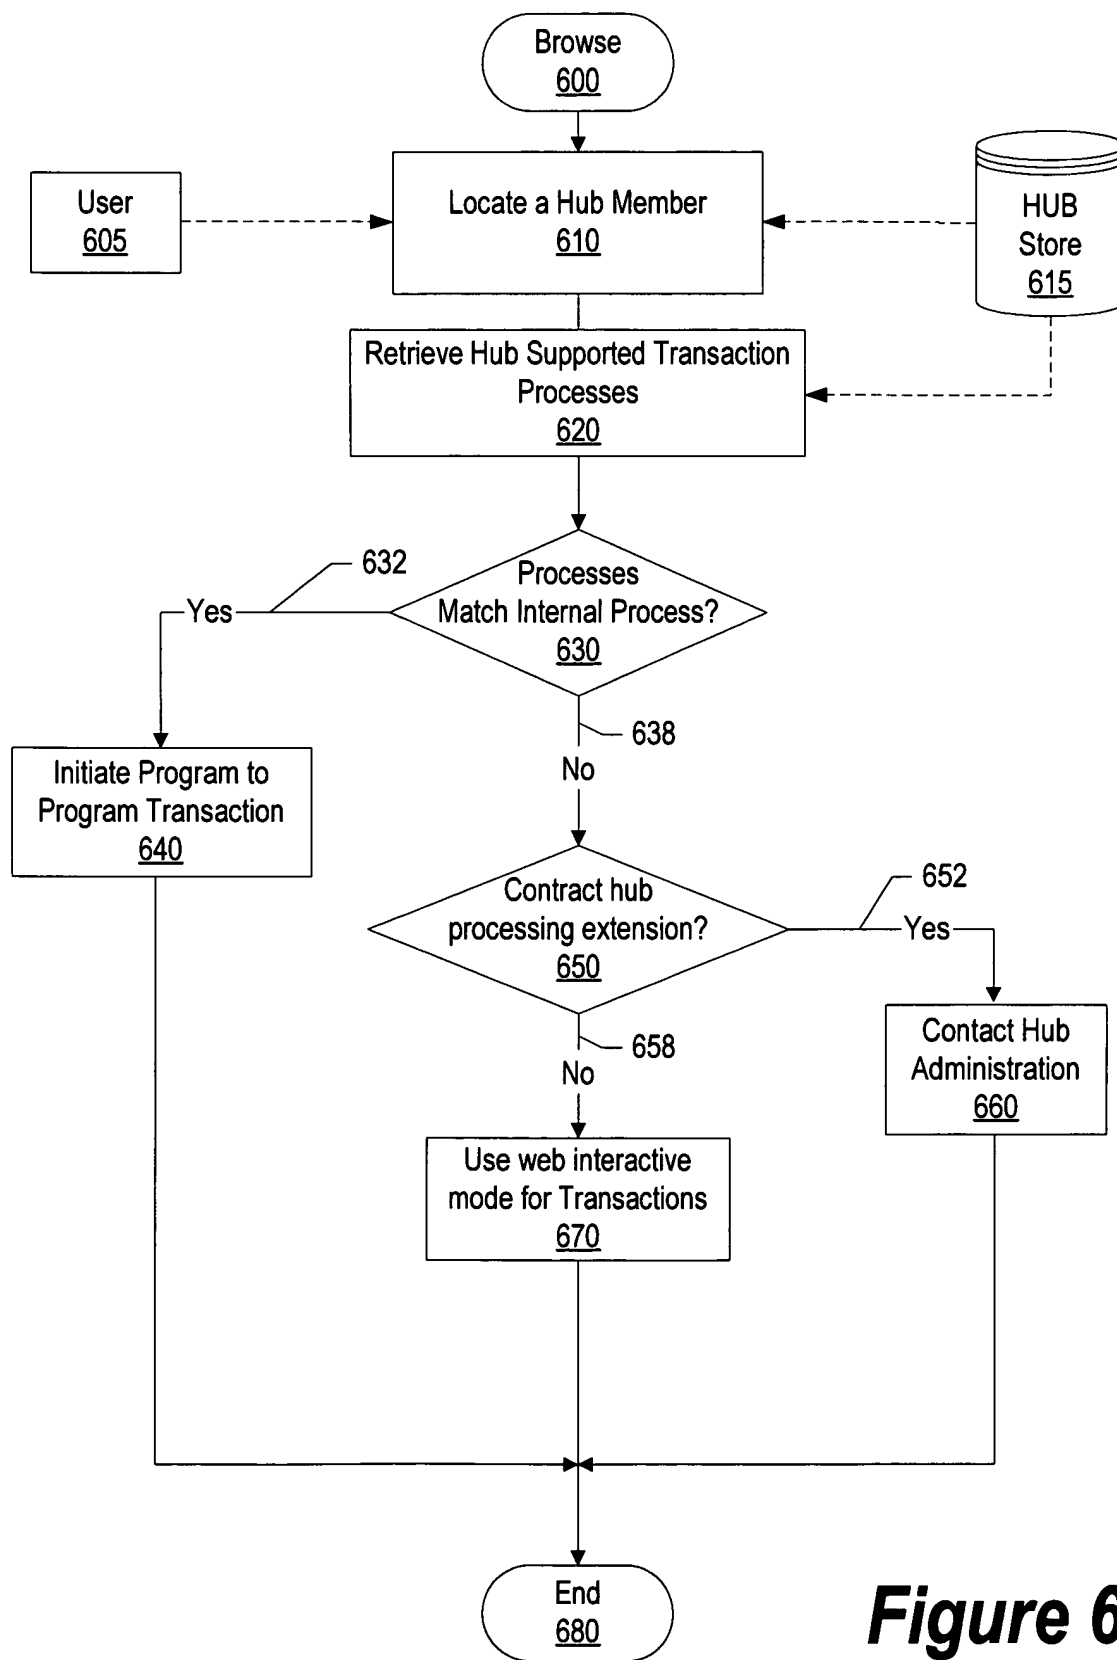 Browse
600
User
605
Locate a Hub Member
610
HUB
Store
615
Retrieve Hub Supported Transaction
Processes
620
632
Yes
Processes
Match Internal Process?
630
638
No
Initiate Program to
Program Transaction
640
Contract hub
processing extension?
650
652
Yes
658
No
Contact Hub
Administration
660
Use web interactive
mode for Transactions
670
End
680
Figure 6